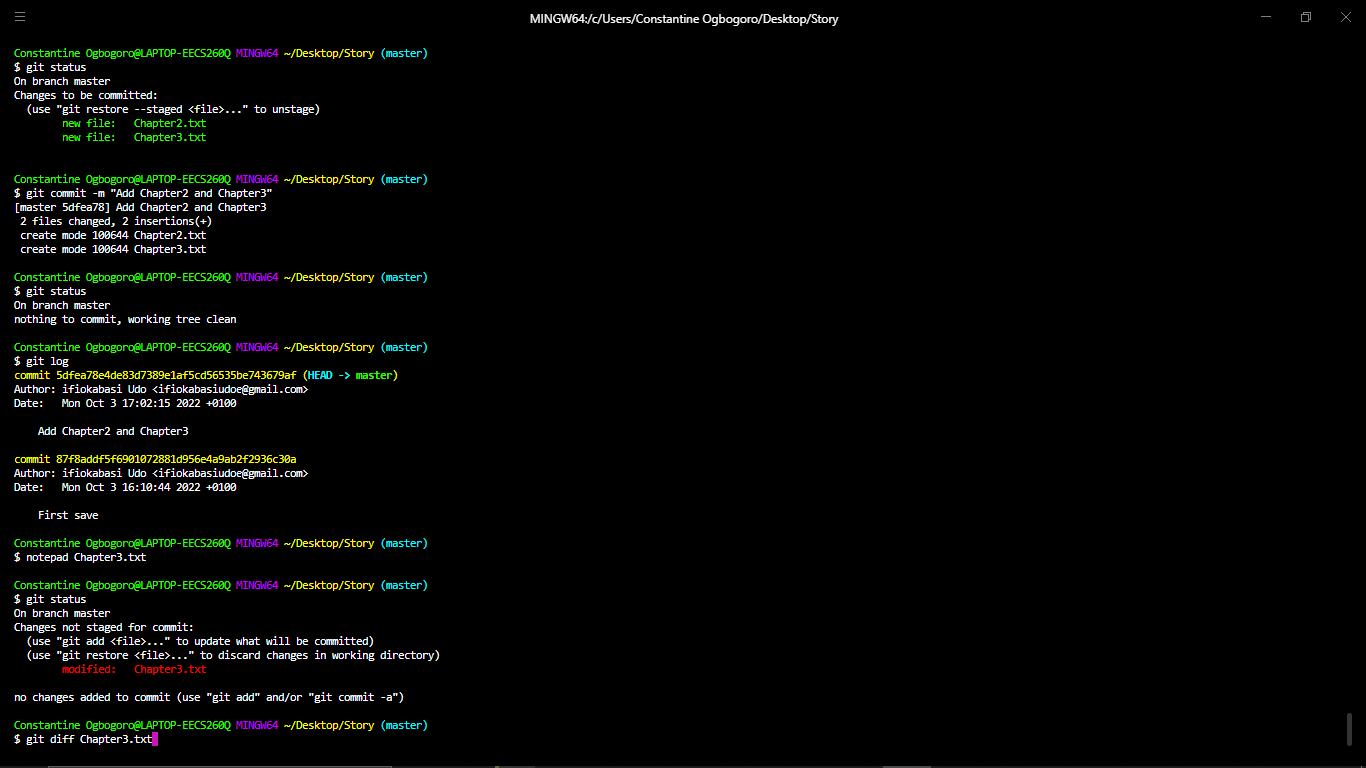 MINGW64:/c/Users/Constantine Ogbogoro/Desktop/Story
Constantine Ogbogoro@LAPTOP-EECS260Q MINGW64 ~/Desktop/Story (master)
$ git status
On branch master
Changes to be committed:
  (use "git restore --staged <file>..." to unstage)
        new file:   Chapter2.txt
        new file:   Chapter3.txt
Constantine Ogbogoro@LAPTOP-EECS260Q MINGW64 ~/Desktop/Story (master)
$ git commit -m "Add Chapter2 and Chapter3"
[master 5dfea78] Add Chapter2 and Chapter3
 2 files changed, 2 insertions(+)
 create mode 100644 Chapter2.txt
 create mode 100644 Chapter3.txt
Constantine Ogbogoro@LAPTOP-EECS260Q MINGW64 ~/Desktop/Story (master)
$ git status
On branch master
nothing to commit, working tree clean
Constantine Ogbogoro@LAPTOP-EECS260Q MINGW64 ~/Desktop/Story (master)
$ git log
commit 5dfea78e4de83d7389e1af5cd56535be743679af (HEAD -> master)
Author: ifiokabasi Udo <ifiokabasiudoe@gmail.com>
Date:   Mon Oct 3 17:02:15 2022 +0100
    Add Chapter2 and Chapter3
commit 87f8addf5f6901072881d956e4a9ab2f2936c30a
Author: ifiokabasi Udo <ifiokabasiudoe@gmail.com>
Date:   Mon Oct 3 16:10:44 2022 +0100
    First save
Constantine Ogbogoro@LAPTOP-EECS260Q MINGW64 ~/Desktop/Story (master)
$ notepad Chapter3.txt
Constantine Ogbogoro@LAPTOP-EECS260Q MINGW64 ~/Desktop/Story (master)
$ git status
On branch master
Changes not staged for commit:
  (use "git add <file>..." to update what will be committed)
  (use "git restore <file>..." to discard changes in working directory)
        modified:   Chapter3.txt
no changes added to commit (use "git add" and/or "git commit -a")
Constantine Ogbogoro@LAPTOP-EECS260Q MINGW64 ~/Desktop/Story (master)
$ git diff Chapter3.txt